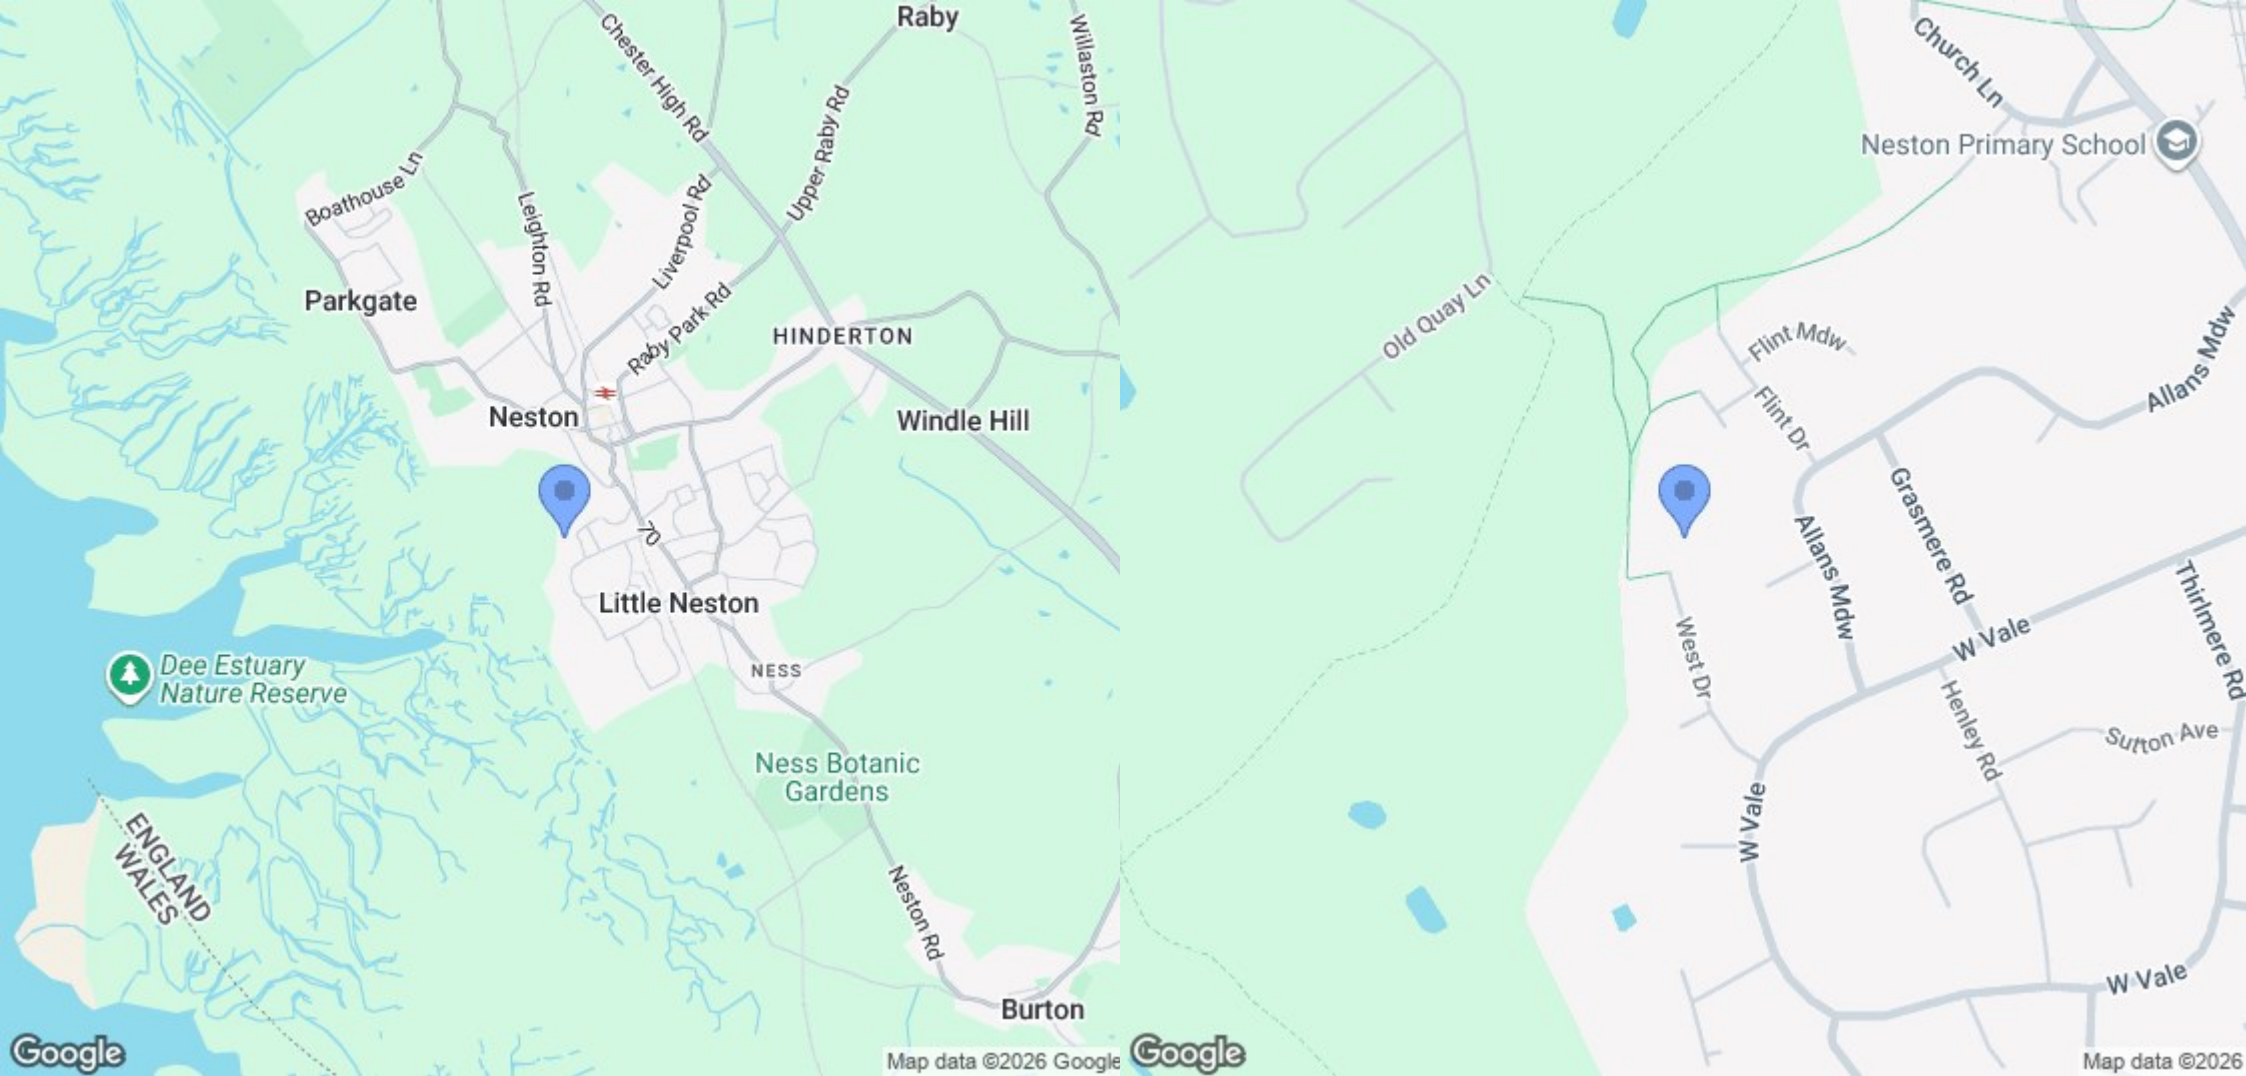 Raby
Chester High Rd
Willaston Rd
Upper Raby Rd
Boathouse Ln
Leighton Rd
Liverpool Rd
Parkgate
Raby Park Rd
HINDERTON
Neston
Windle Hill
70
Little Neston
Dee Estuary
Nature Reserve
NESS
Ness Botanic
Gardens
ENGLAND
WALES
Neston Rd
Burton
Google
Map data ©2026 Google
Church Ln
Neston Primary School
Old Quay Ln
Flint Mdw
Allans Mdw
Flint Dr
Grasmere Rd
Allans Mdw
Thirlmere Rd
W Vale
West Dr
Henley Rd
Sutton Ave
W Vale
W Vale
Google
Map data ©2026